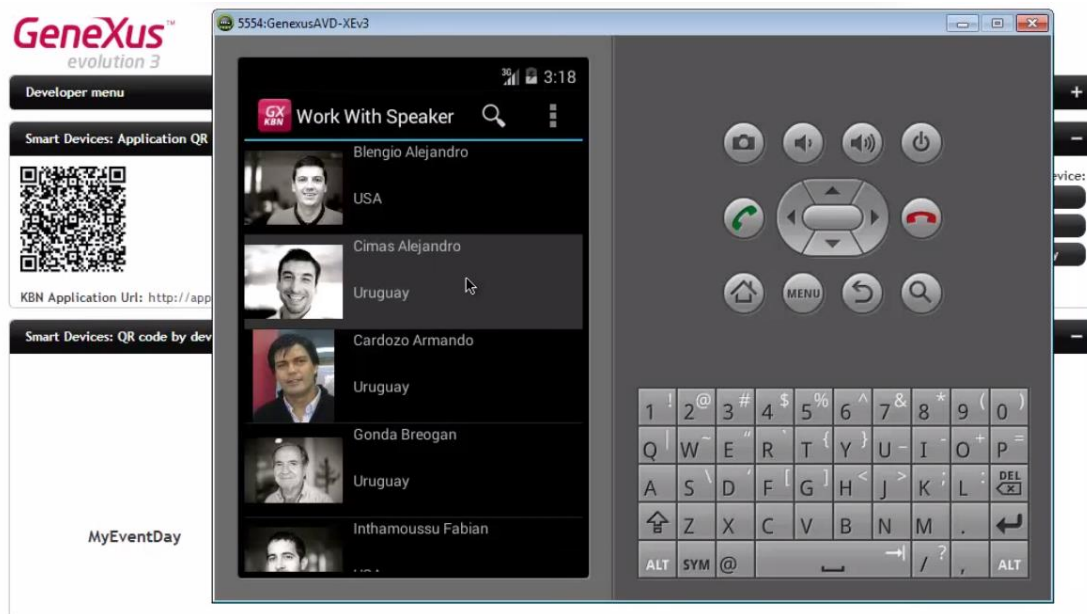 GeneXus™
evolution 3
Developer menu
+
Smart Devices: Application QR
–
evice:
KBN Application Url: http://app
Smart Devices: QR code by dev
–
MyEventDay
5554:GenexusAVD-XEv3
3G 3:18
GX KBN Work With Speaker
Blengio Alejandro
USA
Cimas Alejandro
Uruguay
Cardozo Armando
Uruguay
Gonda Breogan
Uruguay
Inthamoussu Fabian
MENU
1 ! 2 @ 3 # 4 $ 5 % 6 ^ 7 & 8 * 9 ( 0 )
Q | W ~ E " R ` T { Y } U - I - O + P =
A S \ D ' F [ G ] H < J > K ; L : DEL
Z X C V B N M .
ALT SYM @ / ? , ALT